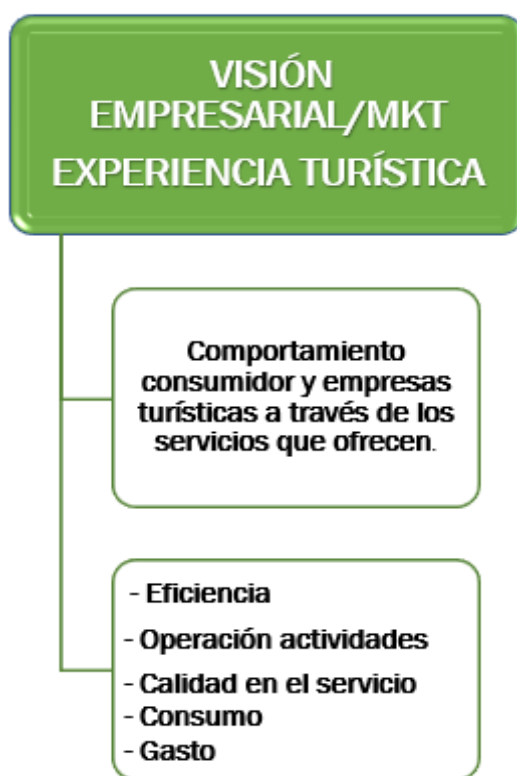 VISIÓN
EMPRESARIAL/MKT
EXPERIENCIA TURÍSTICA
Comportamiento
consumidor y empresas
turísticas a través de los
servicios que ofrecen.
- Eficiencia
- Operación actividades
- Calidad en el servicio
- Consumo
- Gasto